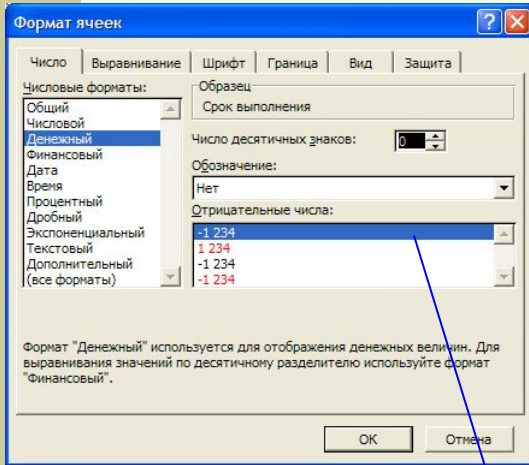 Формат ячеек
Число Выравнивание Шрифт Граница Вид Защита
Числовые форматы:
Общий
Числовой
Денежный
Финансовый
Дата
Время
Процентный
Дробный
Экспоненциальный
Текстовый
Дополнительный
(все форматы)
Образец
Срок выполнения
Число десятичных знаков: 0
Обозначение:
Нет
Отрицательные числа:
-1 234
1 234
-1 234
-1 234
Формат "Денежный" используется для отображения денежных величин. Для
выравнивания значений по десятичному разделителю используйте формат
"Финансовый".
OK Отмена